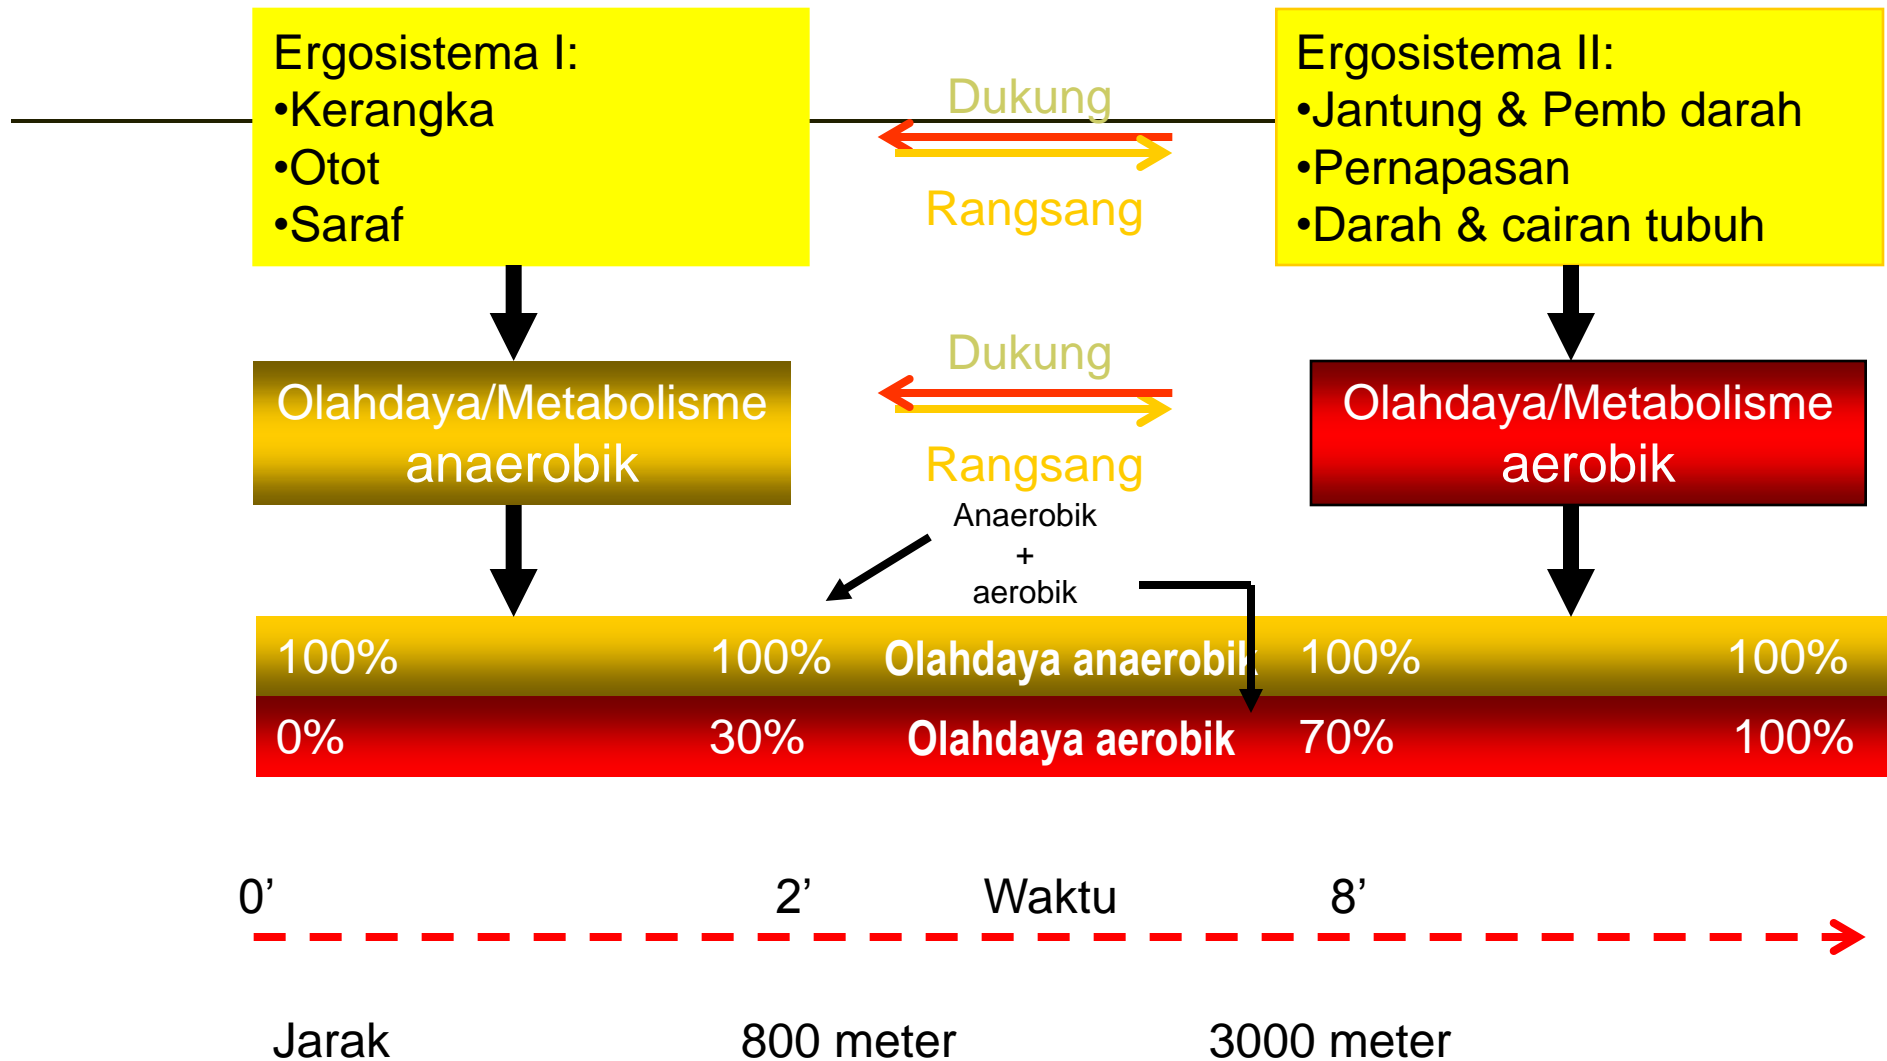 Ergosistema I:
•Kerangka
•Otot
•Saraf
Dukung
Rangsang
Ergosistema II:
•Jantung & Pemb darah
•Pernapasan
•Darah & cairan tubuh
Olahdaya/Metabolisme
anaerobik
Dukung
Rangsang
Olahdaya/Metabolisme
aerobik
Anaerobik
+
aerobik
100% 100% Olahdaya anaerobik 100% 100%
0% 30% Olahdaya aerobik 70% 100%
0’ 2’ Waktu 8’
Jarak 800 meter 3000 meter